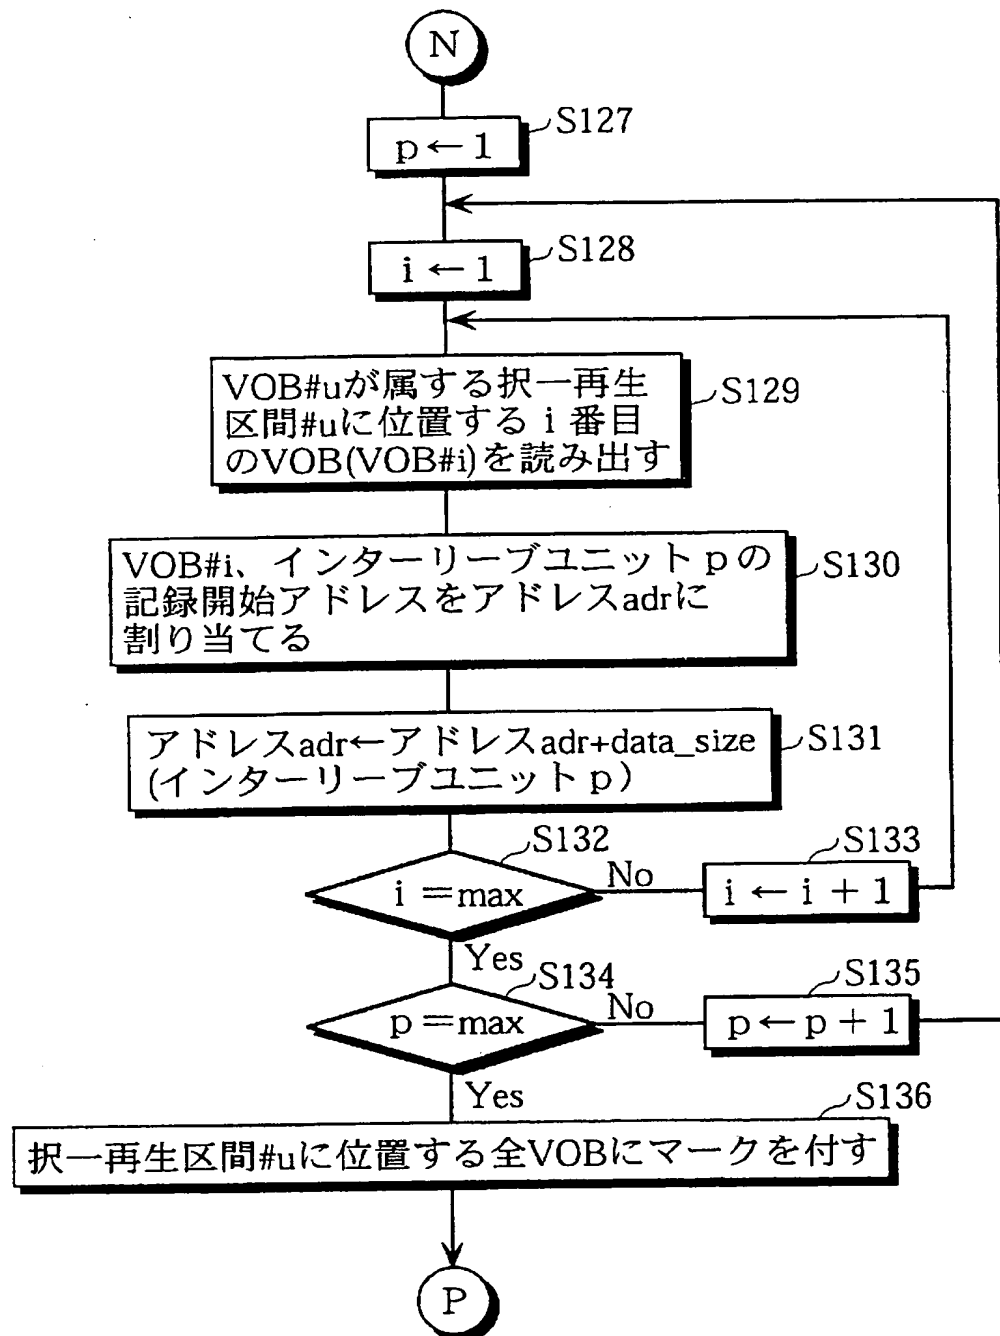 N
S127
p←1
S128
i←1
VOB#uが属する択一再生
区間#uに位置するi番目
のVOB(VOB#i)を読み出す
S129
VOB#i、インターリーブユニットpの
記録開始アドレスをアドレスadrに
割り当てる
S130
アドレスadr←アドレスadr+data_size
(インターリーブユニットp)
S131
S132
i=max
No
S133
i←i+1
Yes
S134
p=max
No
S135
p←p+1
Yes
S136
択一再生区間#uに位置する全VOBにマークを付す
P